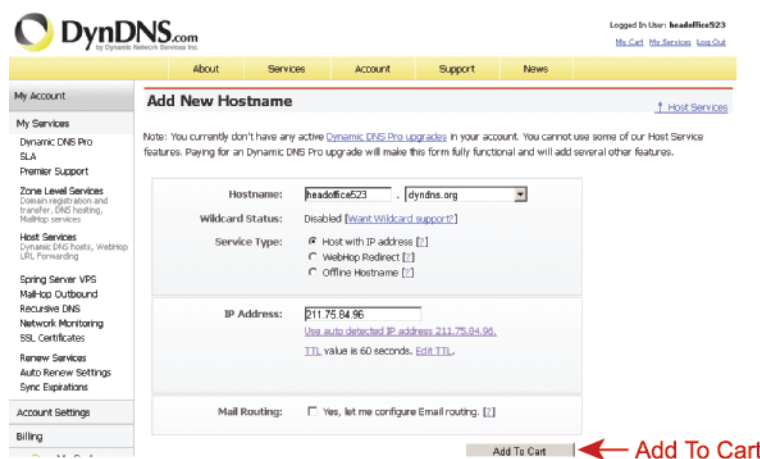 DynDNS.com
by Dynamic Network Services Inc.
Logged In User: headoffice523
My Cart My Services Log Out
About Services Account Support News
My Account
My Services
Dynamic DNS Pro
SLA
Premier Support
Zone Level Services
Domain registration and
transfer, DNS hosting,
MailHop services
Host Services
Dynamic DNS hosts, WebHop
URL Forwarding
Spring Server VPS
MailHop Outbound
Recursive DNS
Network Monitoring
SSL Certificates
Renew Services
Auto Renew Settings
Sync Expirations
Account Settings
Billing
Add New Hostname
↑ Host Services
Note: You currently don't have any active Dynamic DNS Pro upgrades in your account. You cannot use some of our Host Service
features. Paying for an Dynamic DNS Pro upgrade will make this form fully functional and will add several other features.
Hostname: headoffice523 . dyndns.org
Wildcard Status: Disabled [Want Wildcard support?]
Service Type: Host with IP address [?]
WebHop Redirect [?]
Offline Hostname [?]
IP Address: 211.75.84.96
Use auto detected IP address 211.75.84.96.
TTL value is 60 seconds. Edit TTL.
Mail Routing: Yes, let me configure Email routing. [?]
Add To Cart
Add To Cart